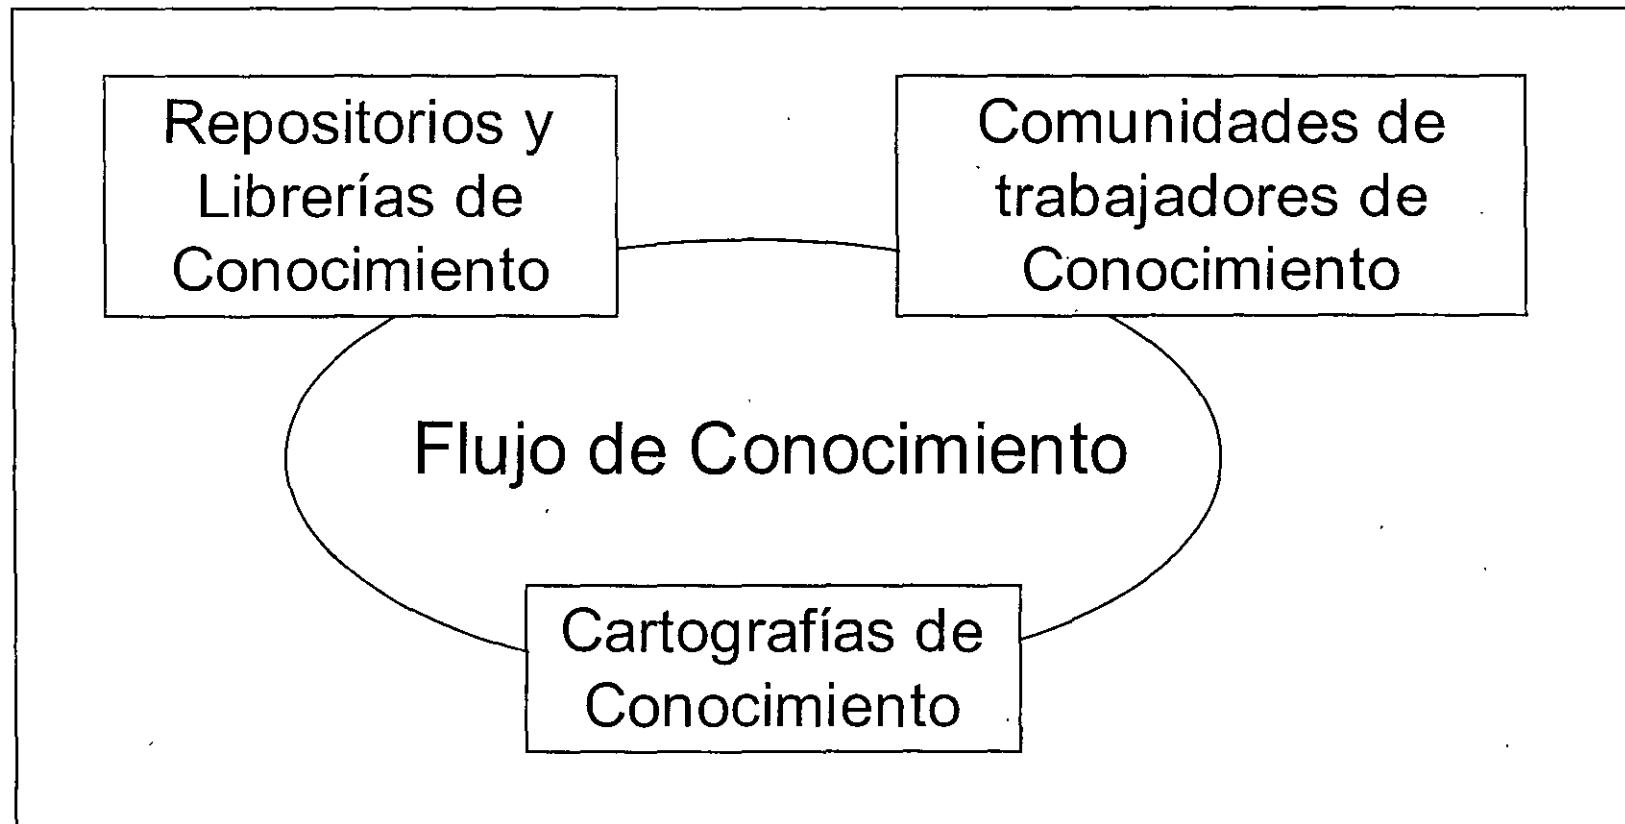 Repositorios y
Librerías de
Conocimiento
Comunidades de
trabajadores de
Conocimiento
Flujo de Conocimiento
Cartografías de
Conocimiento